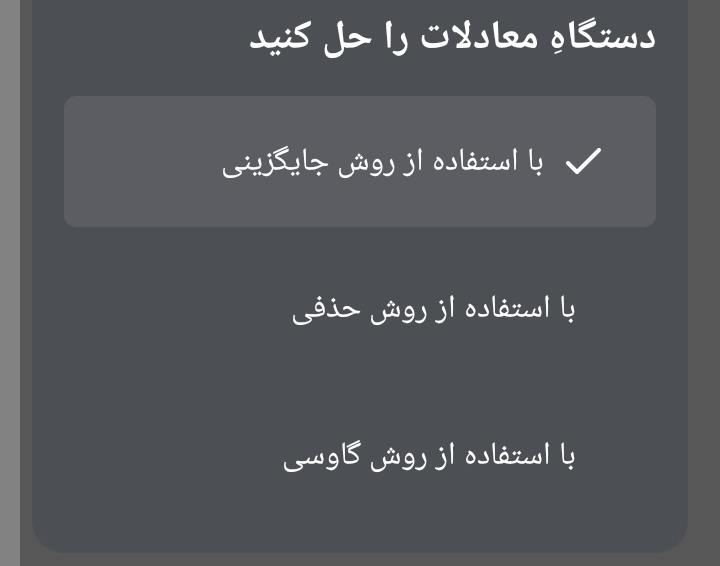 دستگاهِ معادلات را حل کنید
با استفاده از روش جایگزینی
با استفاده از روش حذفی
با استفاده از روش گاوسی